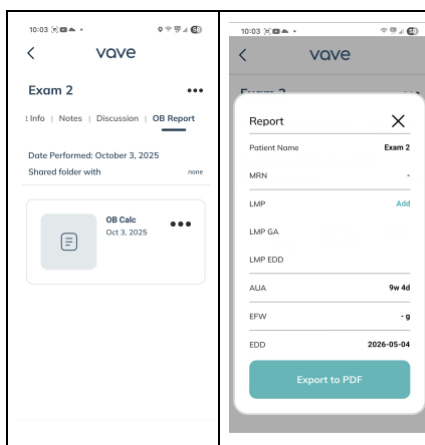 10:03
vave
Exam 2
t Info | Notes | Discussion | OB Report
Date Performed: October 3, 2025
Shared folder with none
OB Calc
Oct 3, 2025
10:03
vave
Report
Patient Name Exam 2
MRN -
LMP Add
LMP GA
LMP EDD
AUA 9w 4d
EFW - g
EDD 2026-05-04
Export to PDF